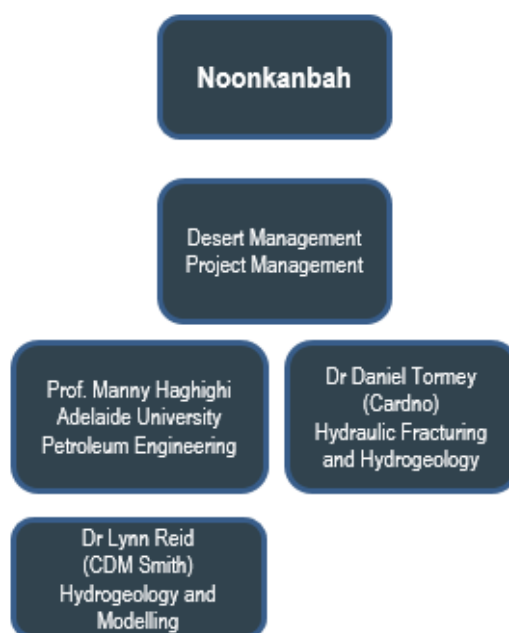 Noonkanbah
Desert Management
Project Management
Prof. Manny Haghighi
Adelaide University
Petroleum Engineering
Dr Daniel Tormey
(Cardno)
Hydraulic Fracturing
and Hydrogeology
Dr Lynn Reid
(CDM Smith)
Hydrogeology and
Modelling